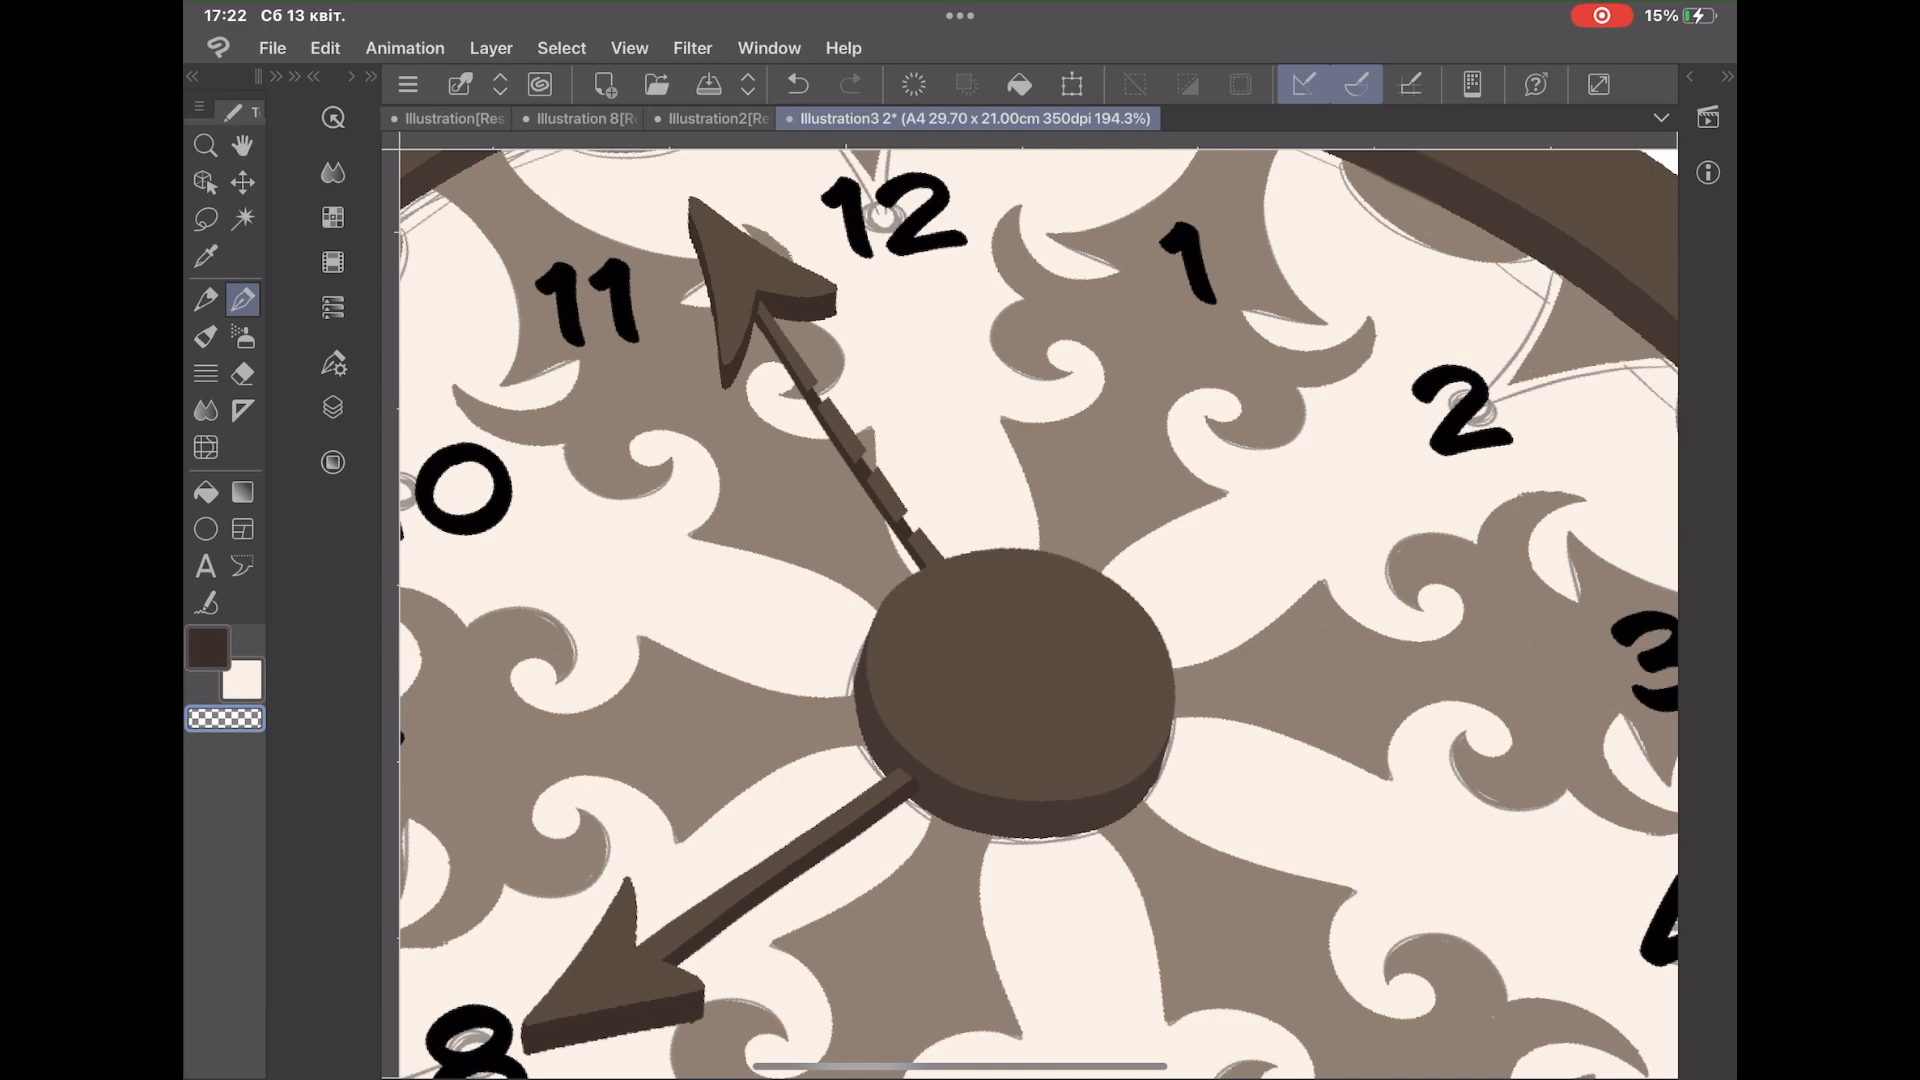 17:22 Сб 13 квіт.
15%
File Edit Animation Layer Select View Filter Window Help
Illustration[Res Illustration 8[R Illustration2[Re Illustration3 2* (A4 29.70 x 21.00cm 350dpi 194.3%)
12
1
11
2
0
3
8